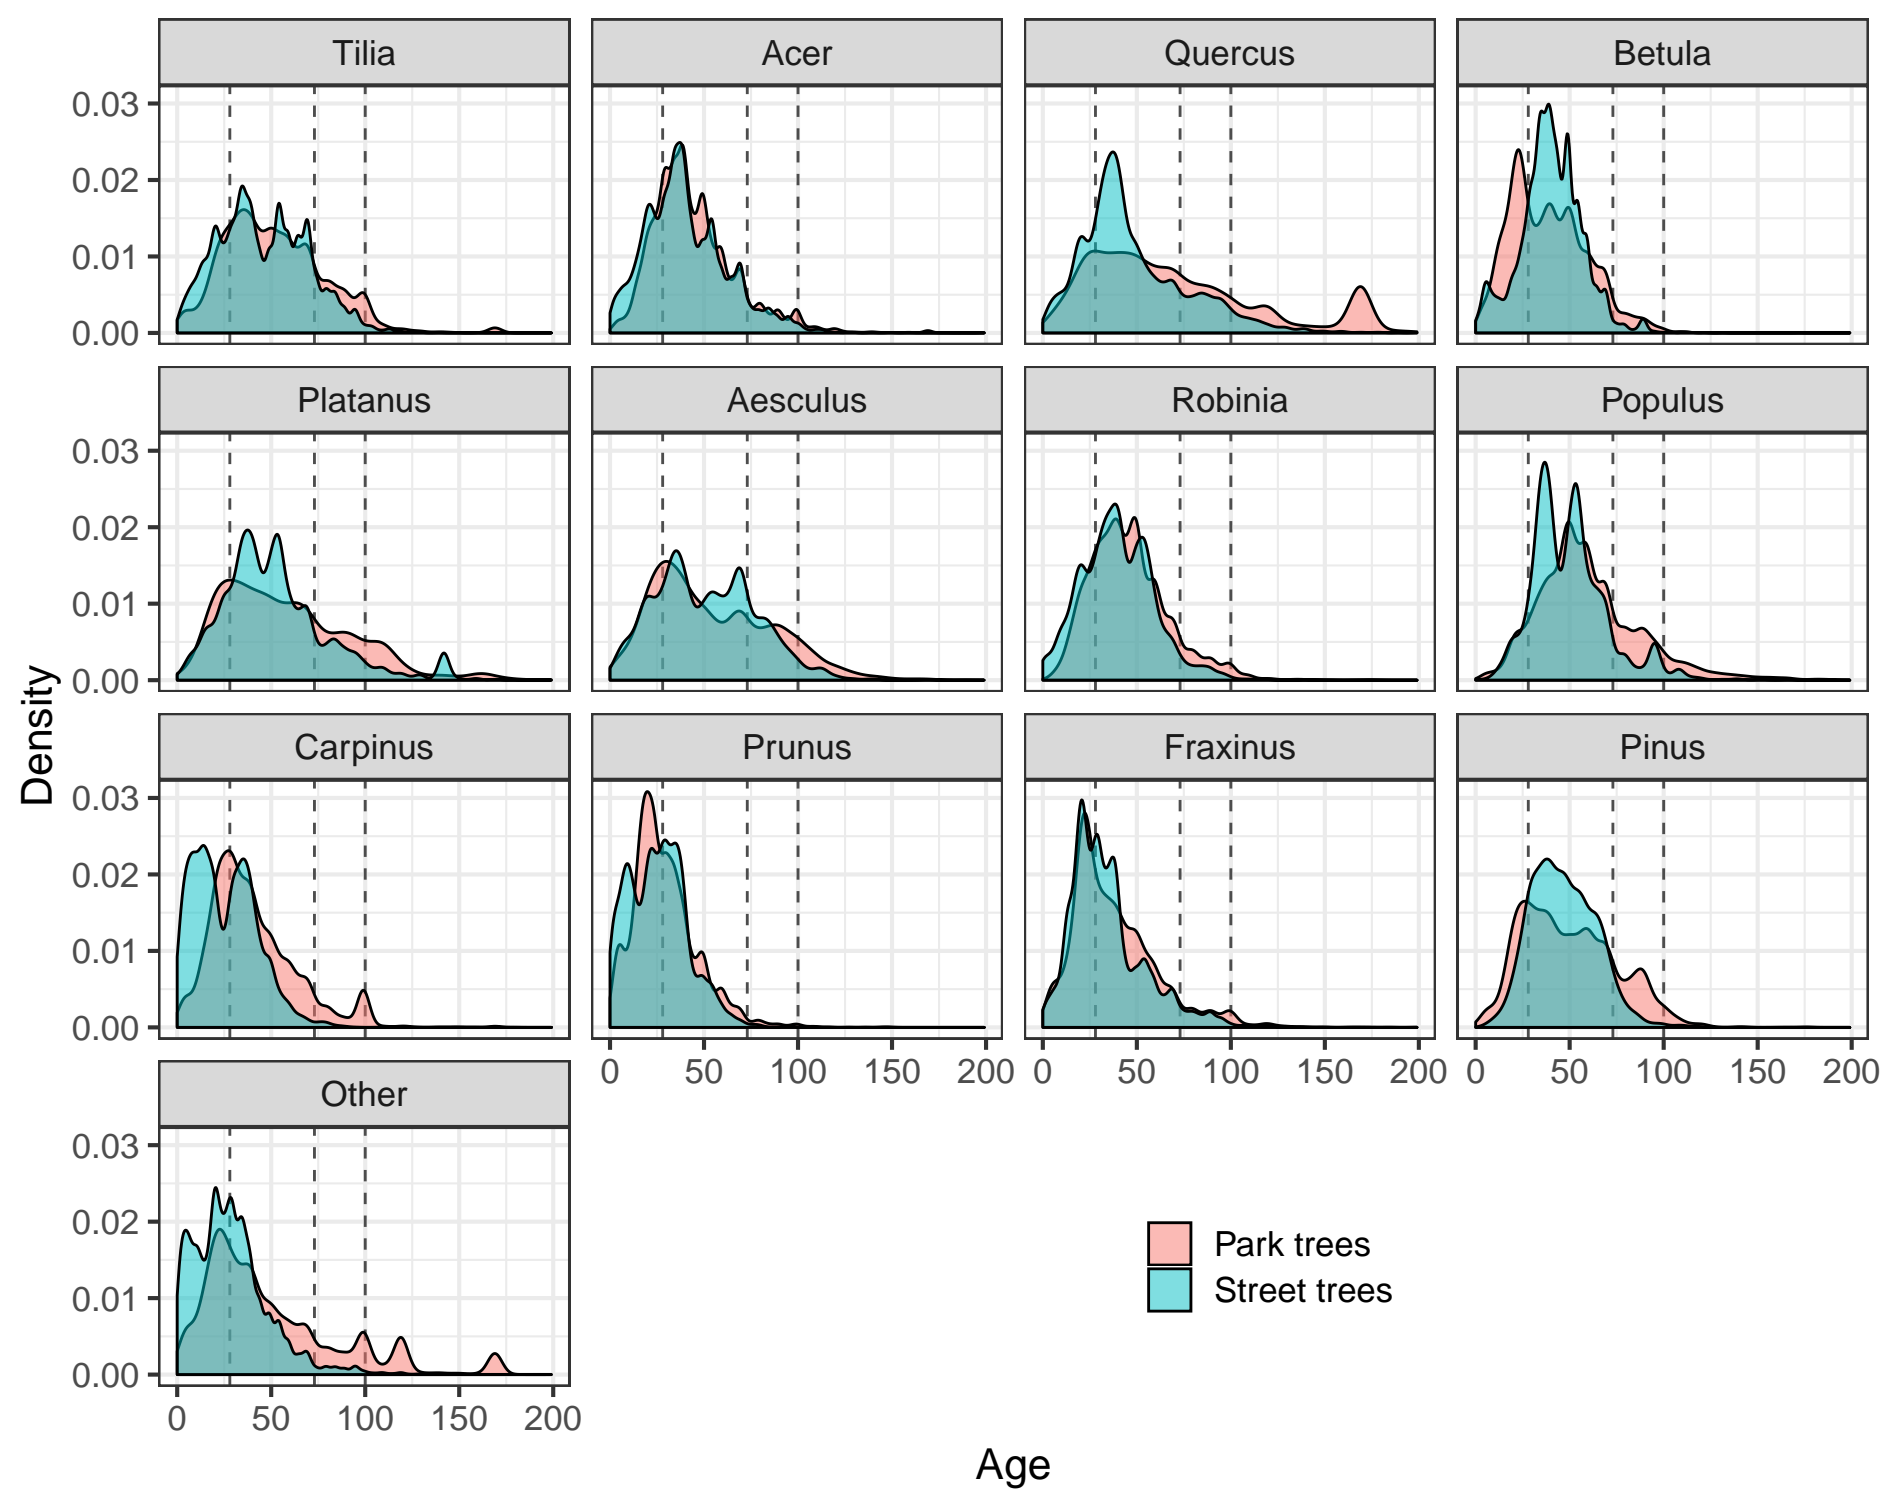 Tilia Acer Quercus Betula
0.03
0.02
0.01
0.00
Platanus Aesculus Robinia Populus
0.03
0.02
0.01
0.00
Carpinus Prunus Fraxinus Pinus
0.03
0.02
0.01
0.00
0 50 100 150 200 0 50 100 150 200 0 50 100 150 200
Other
0.03
0.02
0.01
0.00
0 50 100 150 200
Density
Age
Park trees
Street trees